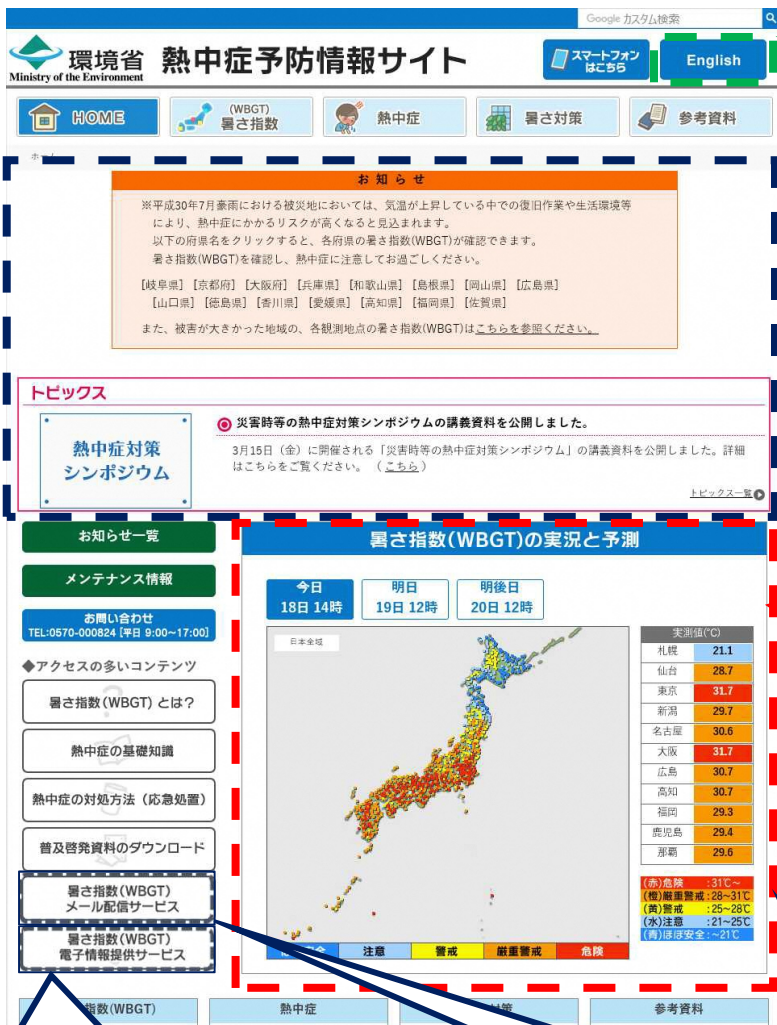 Google カスタム検索
環境省
Ministry of the Environment
熱中症予防情報サイト
スマートフォン
はこちら
English
HOME
(WBGT)
暑さ指数
熱中症
暑さ対策
参考資料
ホーム
お知らせ
※平成30年7月豪雨における被災地においては、気温が上昇している中での復旧作業や生活環境等
により、熱中症にかかるリスクが高くなると見込まれます。
以下の府県名をクリックすると、各府県の暑さ指数(WBGT)が確認できます。
暑さ指数(WBGT)を確認し、熱中症に注意してお過ごしください。
[岐阜県] [京都府] [大阪府] [兵庫県] [和歌山県] [島根県] [岡山県] [広島県]
[山口県] [徳島県] [香川県] [愛媛県] [高知県] [福岡県] [佐賀県]
また、被害が大きかった地域の、各観測地点の暑さ指数(WBGT)はこちらを参照ください。
トピックス
熱中症対策
シンポジウム
災害時等の熱中症対策シンポジウムの講義資料を公開しました。
3月15日（金）に開催される「災害時等の熱中症対策シンポジウム」の講義資料を公開しました。詳細
はこちらをご覧ください。（こちら）
トピックス一覧
お知らせ一覧
メンテナンス情報
お問い合わせ
TEL:0570-000824 [平日 9:00~17:00]
◆アクセスの多いコンテンツ
暑さ指数(WBGT) とは?
熱中症の基礎知識
熱中症の対処方法（応急処置）
普及啓発資料のダウンロード
暑さ指数(WBGT)
メール配信サービス
暑さ指数(WBGT)
電子情報提供サービス
暑さ指数(WBGT)の実況と予測
今日
18日 14時
明日
19日 12時
明後日
20日 12時
日本全域
実測値(°C)
札幌 21.1
仙台 28.7
東京 31.7
新潟 29.7
名古屋 30.6
大阪 31.7
広島 30.7
高知 30.7
福岡 29.3
鹿児島 29.4
那覇 29.6
(赤)危険 :31℃~
(橙)厳重警戒:28~31℃
(黄)警戒 :25~28℃
(水)注意 :21~25℃
(青)ほぼ安全:~21℃
安全
注意
警戒
厳重警戒
危険
指数(WBGT)
熱中症
対策
参考資料